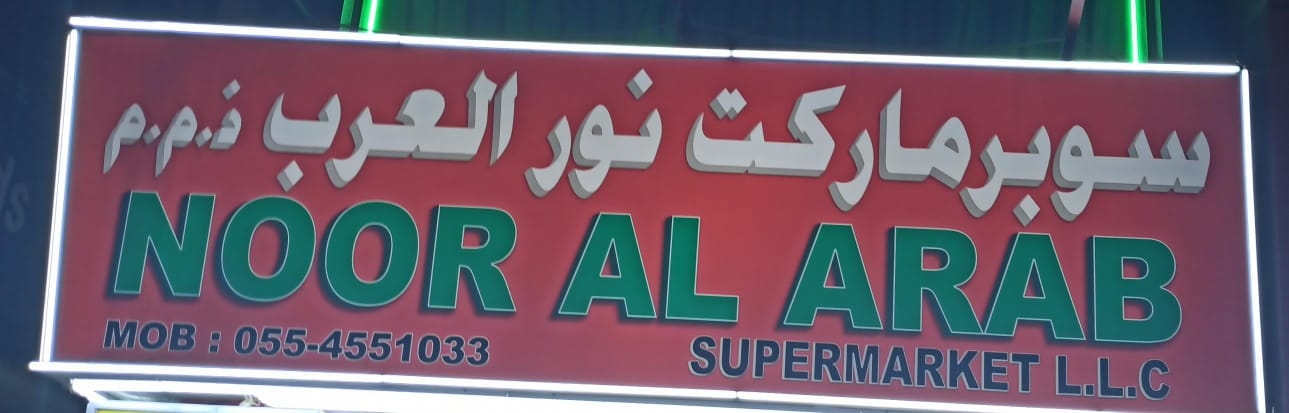 سوبرماركت نور العرب ذ.م.م
NOOR AL ARAB
MOB : 055-4551033
SUPERMARKET L.L.C